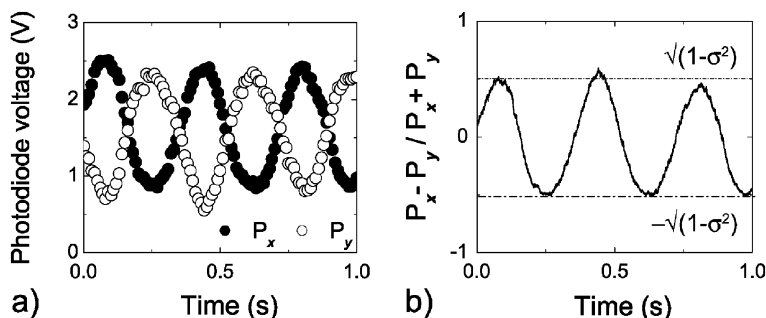 Photodiode voltage (V)
3
2
1
0
0.0
0.5
1.0
Time (s)
P_x
P_y
a)
P_x - P_y / P_x + P_y
1
0
-1
0.0
0.5
1.0
Time (s)
√(1-σ²)
−√(1-σ²)
b)